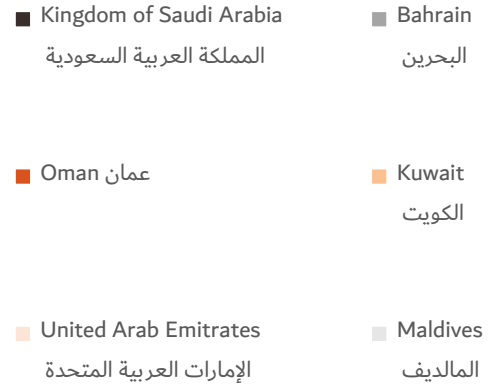 Kingdom of Saudi Arabia
المملكة العربية السعودية
Bahrain
البحرين
Oman عمان
Kuwait
الكويت
United Arab Emitrates
الإمارات العربية المتحدة
Maldives
المالديف